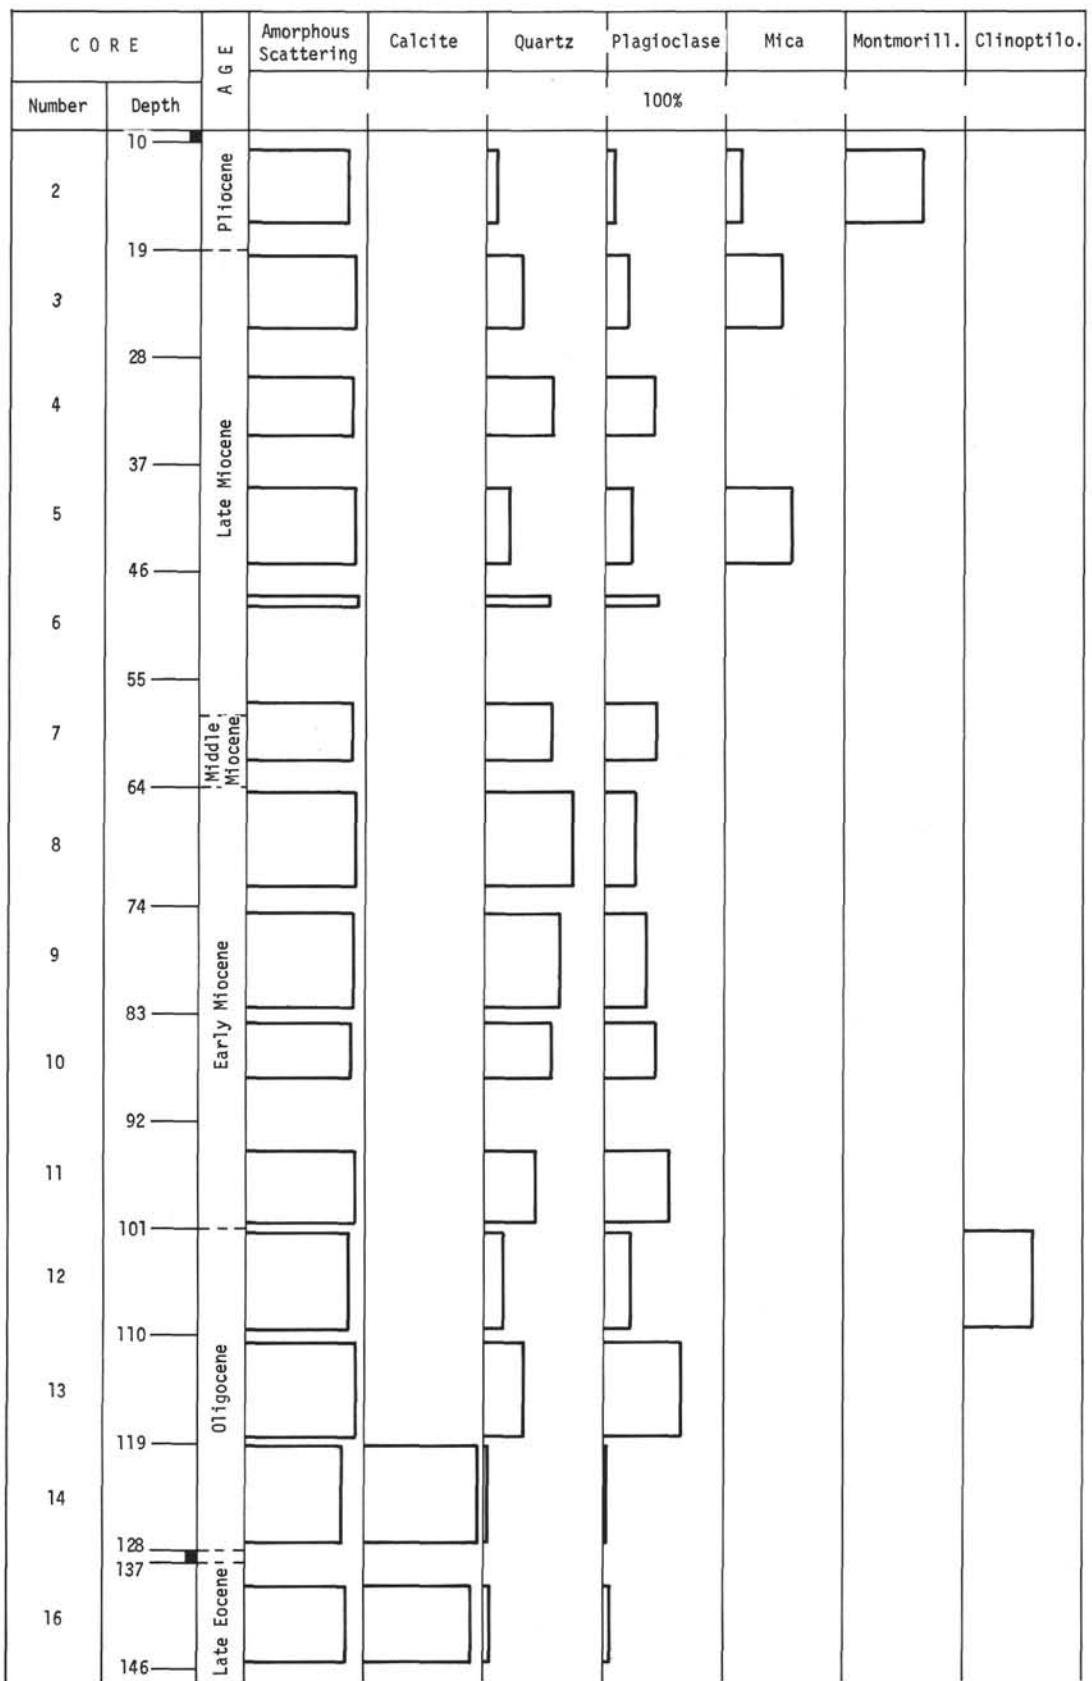 CORE
AGE
Amorphous
Scattering
Calcite
Quartz
Plagioclase
Mica
Montmorill.
Clinoptilo.
Number
Depth
100%
10
2
Pliocene
19
3
28
4
37
Late Miocene
5
46
6
55
7
Middle
Miocene
64
8
74
9
Early Miocene
83
10
92
11
101
12
110
13
Oligocene
119
14
128
137
16
Late Eocene
146